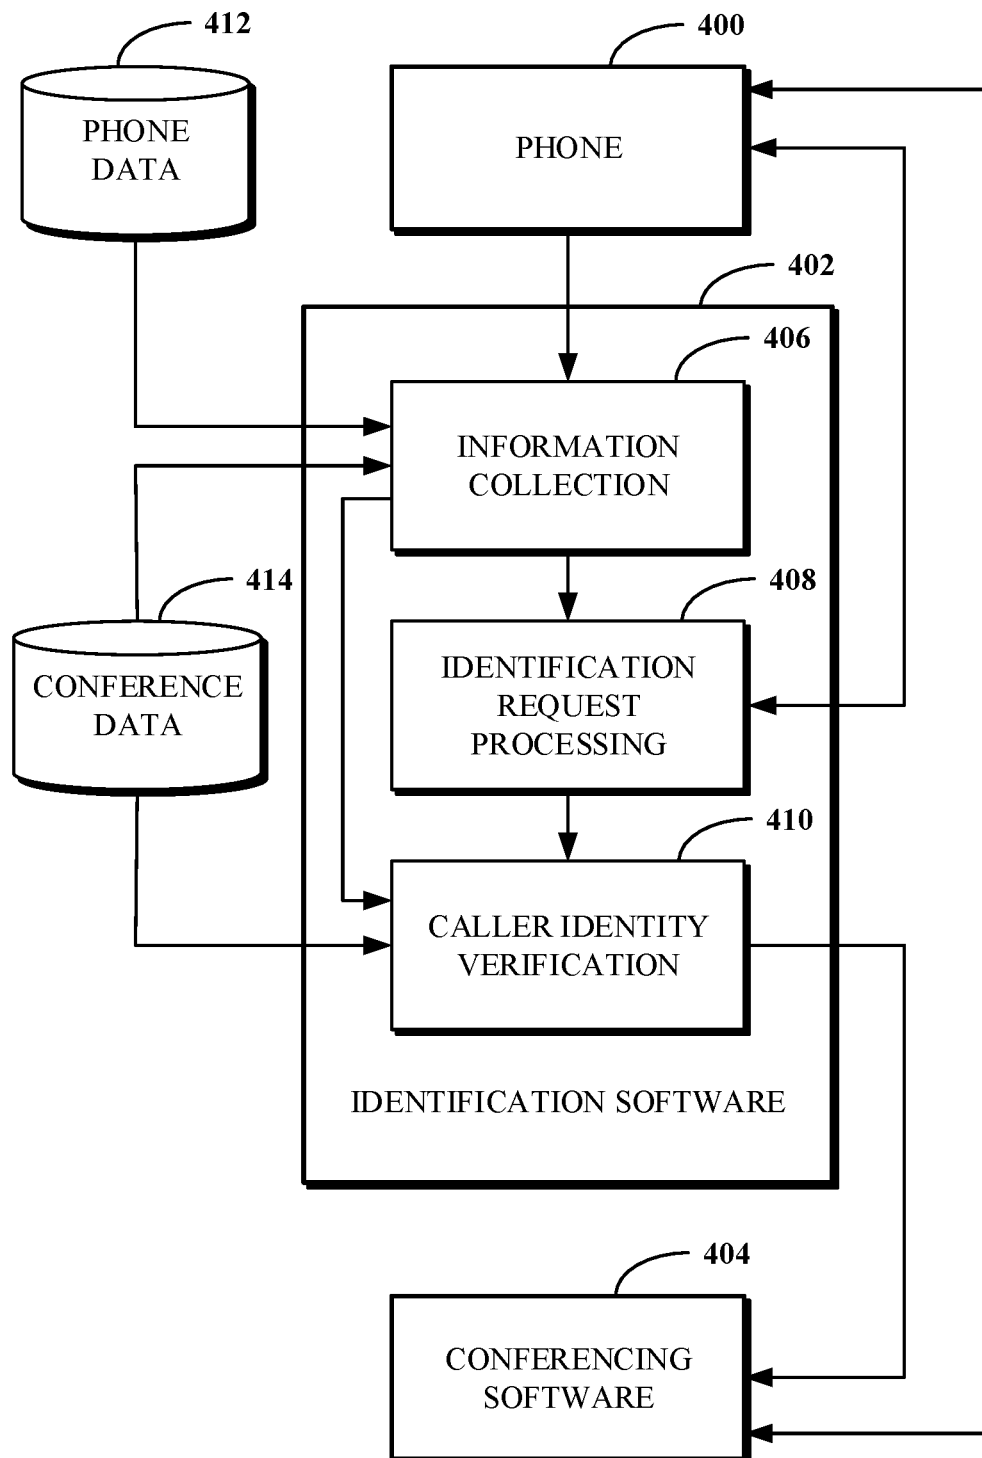 412
400
PHONE
DATA
PHONE
402
406
INFORMATION
COLLECTION
414
408
CONFERENCE
DATA
IDENTIFICATION
REQUEST
PROCESSING
410
CALLER IDENTITY
VERIFICATION
IDENTIFICATION SOFTWARE
404
CONFERENCING
SOFTWARE